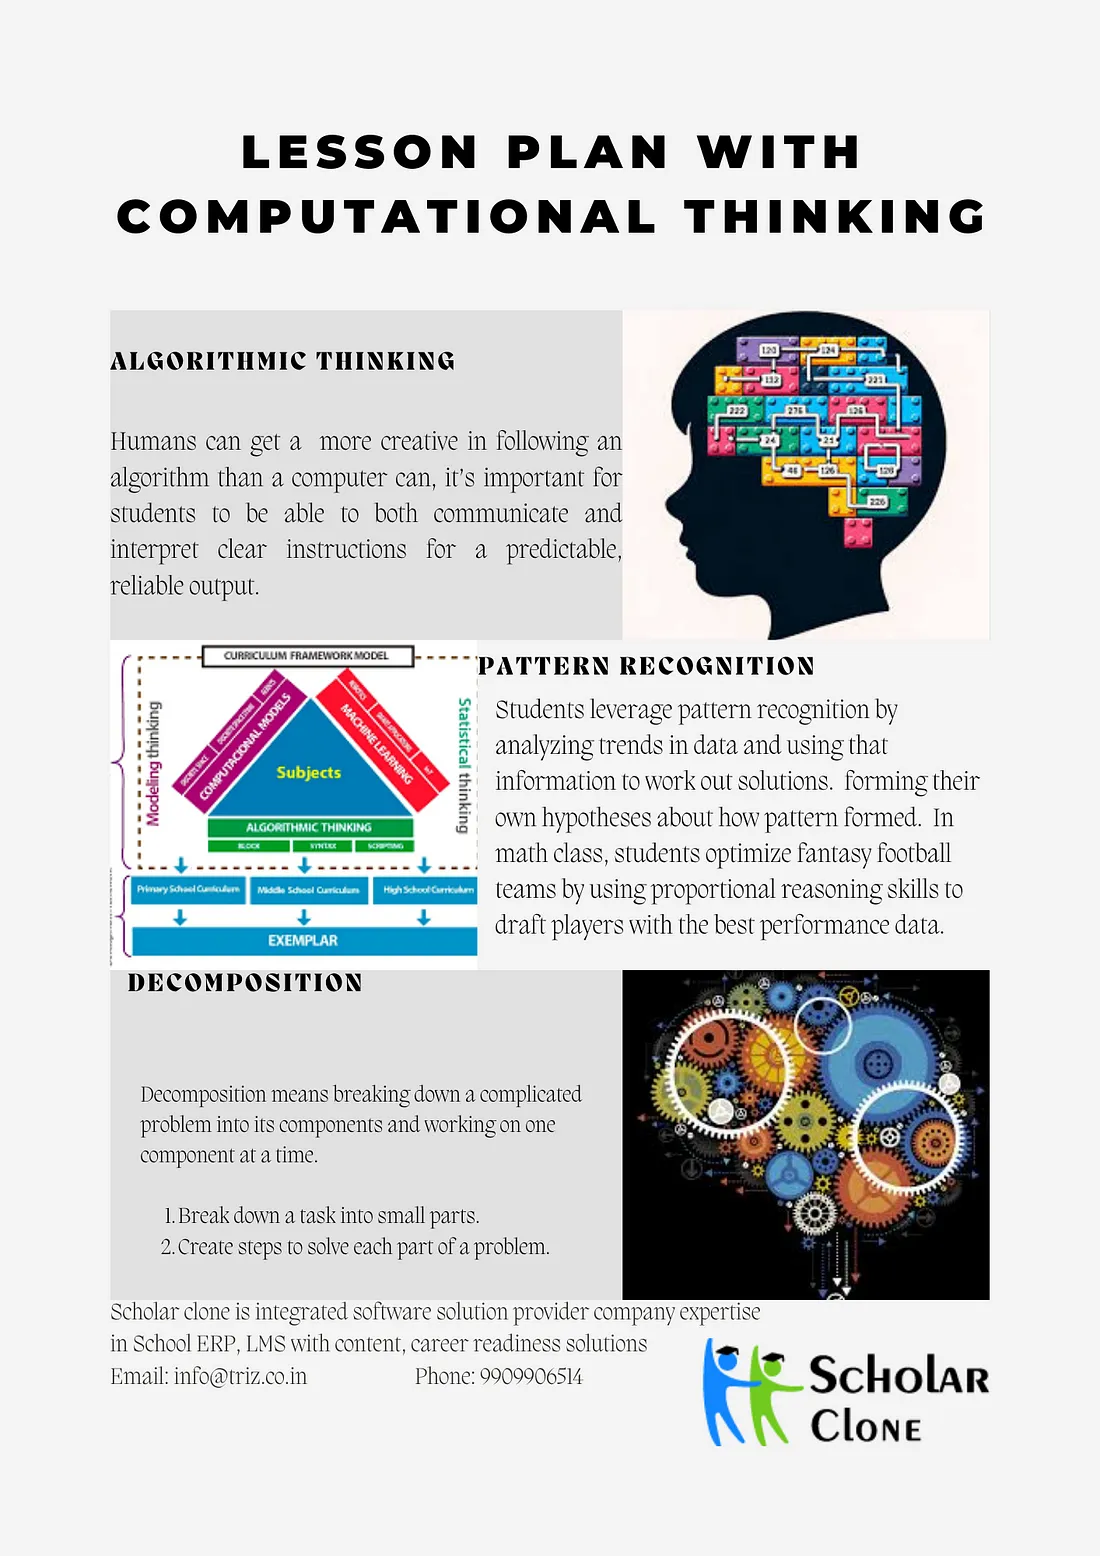 LESSON PLAN WITH
COMPUTATIONAL THINKING
ALGORITHMIC THINKING
Humans can get a more creative in following an
algorithm than a computer can, it's important for
students to be able to both communicate and
interpret clear instructions for a predictable,
reliable output.
120
124
132
221
222
275
126
24
21
48
126
128
226
CURRICULUM FRAMEWORK MODEL
Modeling thinking
COMPUTACIONAL MODELS
AGENTS
MACHINE LEARNING
ROBOTICS
IoT
Statistical thinking
Subjects
ALGORITHMIC THINKING
BLOCK
SYNTAX
SCRIPTING
Primary School Curriculum
Middle School Curriculum
High School Curriculum
EXEMPLAR
PATTERN RECOGNITION
Students leverage pattern recognition by
analyzing trends in data and using that
information to work out solutions. forming their
own hypotheses about how pattern formed. In
math class, students optimize fantasy football
teams by using proportional reasoning skills to
draft players with the best performance data.
DECOMPOSITION
Decomposition means breaking down a complicated
problem into its components and working on one
component at a time.
1. Break down a task into small parts.
2. Create steps to solve each part of a problem.
Scholar clone is integrated software solution provider company expertise
in School ERP, LMS with content, career readiness solutions
Email: info@triz.co.in Phone: 9909906514
SCHOLAR
CLONE